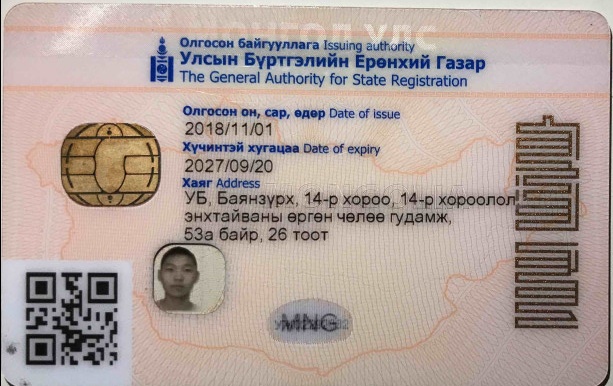 МОНГОЛ УЛС
Олгосон байгууллага Issuing authority
Улсын Бүртгэлийн Ерөнхий Газар
The General Authority for State Registration
Олгосон он, сар, өдөр Date of issue
2018/11/01
Хүчинтэй хугацаа Date of expiry
2027/09/20
Хаяг Address
УБ, Баянзүрх, 14-р хороо, 14-р хороолол
энхтайваны өргөн чөлөө гудамж,
53а байр, 26 тоот
MNG